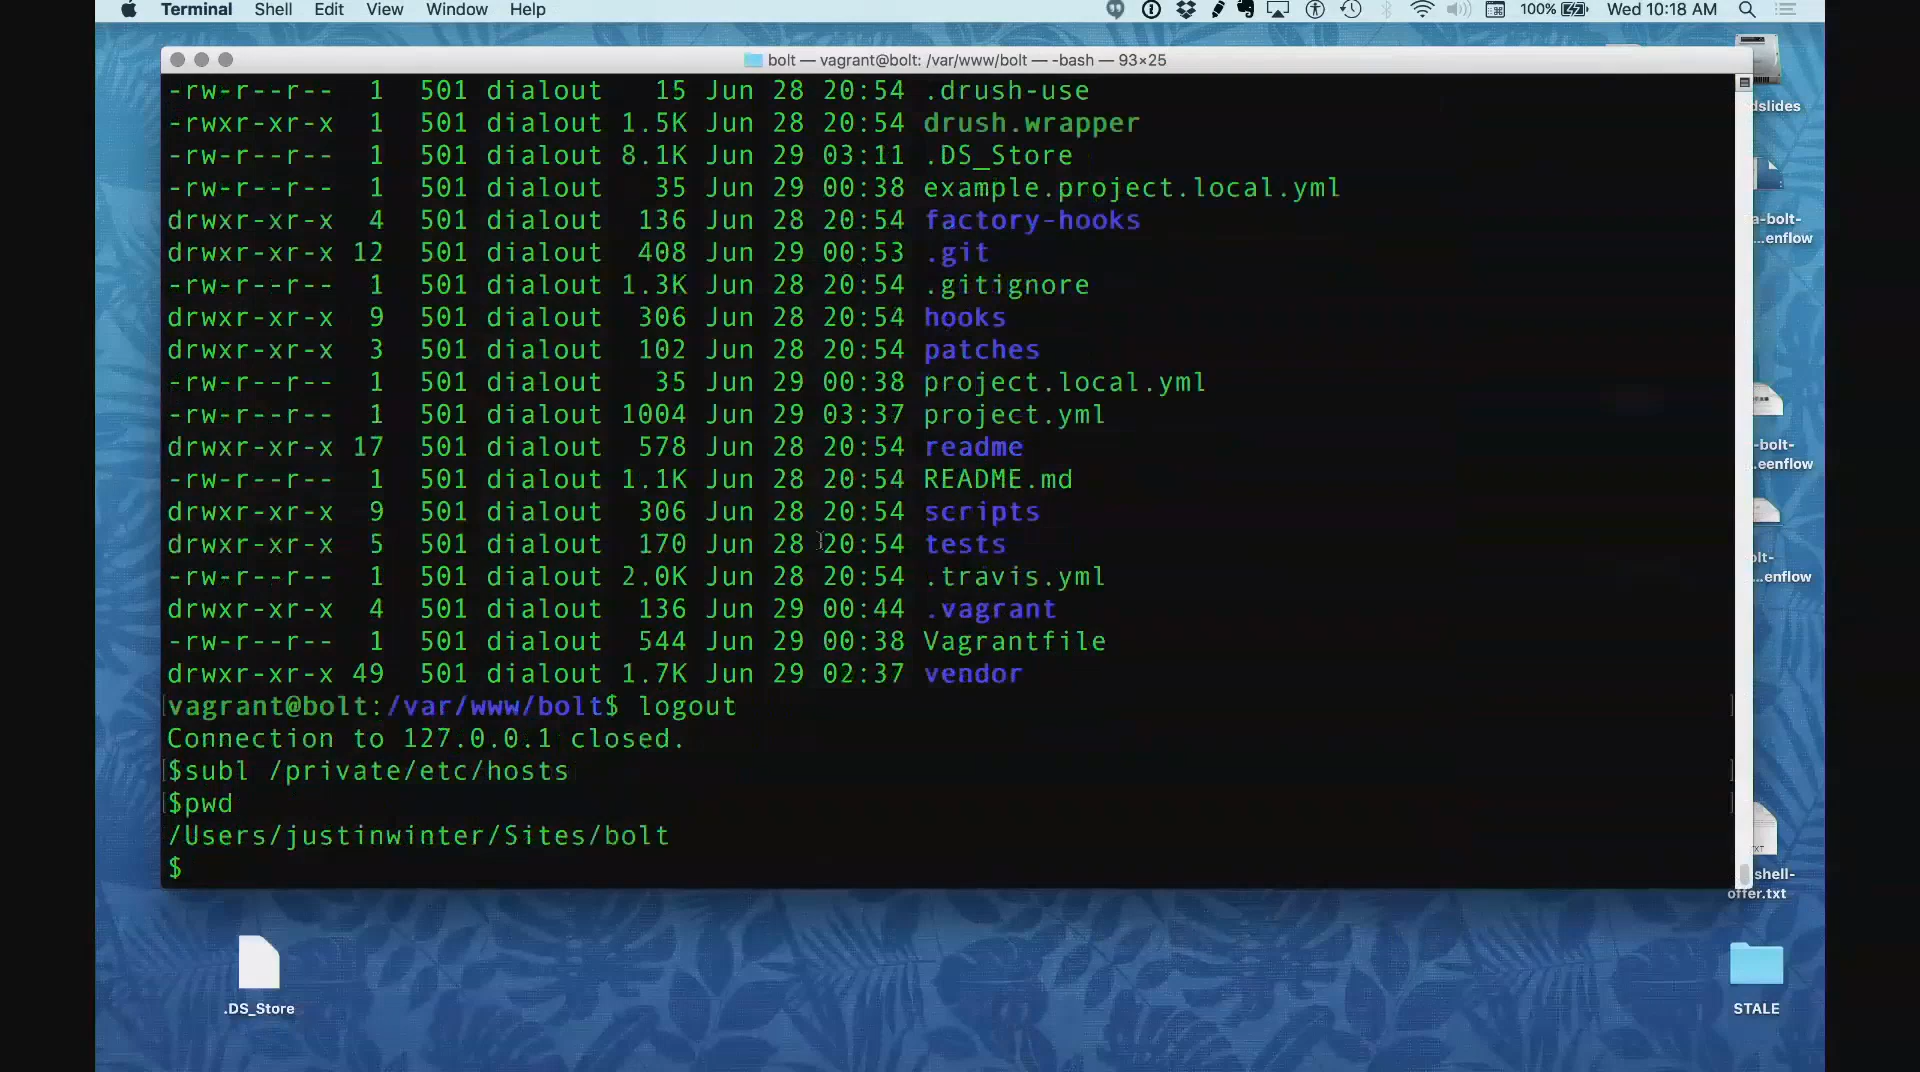 Terminal Shell Edit View Window Help 100% Wed 10:18 AM
bolt — vagrant@bolt: /var/www/bolt — -bash — 93×25
-rw-r--r-- 1 501 dialout 15 Jun 28 20:54 .drush-use
-rwxr-xr-x 1 501 dialout 1.5K Jun 28 20:54 drush.wrapper
-rw-r--r-- 1 501 dialout 8.1K Jun 29 03:11 .DS_Store
-rw-r--r-- 1 501 dialout 35 Jun 29 00:38 example.project.local.yml
drwxr-xr-x 4 501 dialout 136 Jun 28 20:54 factory-hooks
drwxr-xr-x 12 501 dialout 408 Jun 29 00:53 .git
-rw-r--r-- 1 501 dialout 1.3K Jun 28 20:54 .gitignore
drwxr-xr-x 9 501 dialout 306 Jun 28 20:54 hooks
drwxr-xr-x 3 501 dialout 102 Jun 28 20:54 patches
-rw-r--r-- 1 501 dialout 35 Jun 29 00:38 project.local.yml
-rw-r--r-- 1 501 dialout 1004 Jun 29 03:37 project.yml
drwxr-xr-x 17 501 dialout 578 Jun 28 20:54 readme
-rw-r--r-- 1 501 dialout 1.1K Jun 28 20:54 README.md
drwxr-xr-x 9 501 dialout 306 Jun 28 20:54 scripts
drwxr-xr-x 5 501 dialout 170 Jun 28 20:54 tests
-rw-r--r-- 1 501 dialout 2.0K Jun 28 20:54 .travis.yml
drwxr-xr-x 4 501 dialout 136 Jun 29 00:44 .vagrant
-rw-r--r-- 1 501 dialout 544 Jun 29 00:38 Vagrantfile
drwxr-xr-x 49 501 dialout 1.7K Jun 29 02:37 vendor
vagrant@bolt:/var/www/bolt$ logout
Connection to 127.0.0.1 closed.
$subl /private/etc/hosts
$pwd
/Users/justinwinter/Sites/bolt
$
dslides
a-bolt-
...enflow
-bolt-
...eenflow
olt-
...enflow
TXT
shell-
offer.txt
.DS_Store
STALE